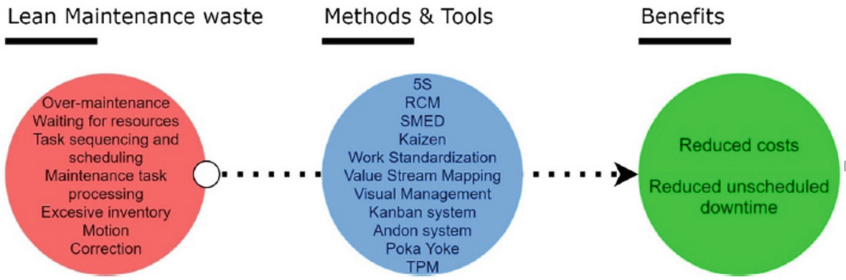 Lean Maintenance waste
Methods & Tools
Benefits
Over-maintenance
Waiting for resources
Task sequencing and
scheduling
Maintenance task
processing
Excesive inventory
Motion
Correction
5S
RCM
SMED
Kaizen
Work Standardization
Value Stream Mapping
Visual Management
Kanban system
Andon system
Poka Yoke
TPM
Reduced costs
Reduced unscheduled
downtime